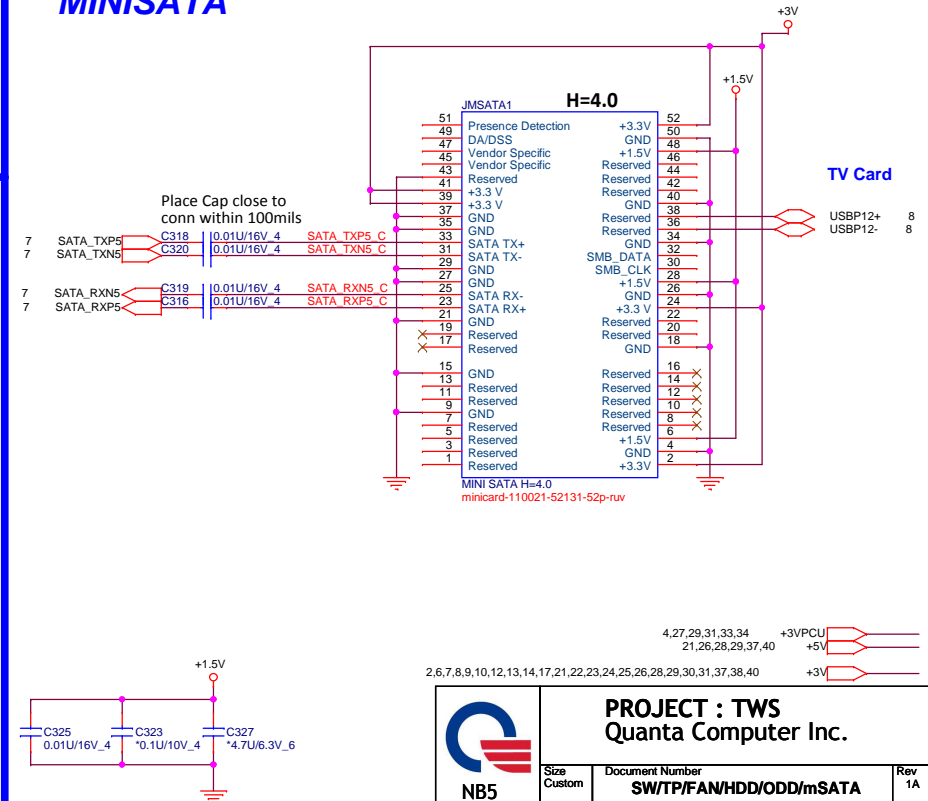 MINISATA
+3V
+1.5V
JMSATA1
H=4.0
51 Presence Detection +3.3V 52
49 DA/DSS GND 50
47 Vendor Specific +1.5V 48
45 Vendor Specific Reserved 46
43 Reserved Reserved 44
41 +3.3 V Reserved 42
39 +3.3 V GND 40
37 GND Reserved 38
35 GND Reserved 36
33 SATA TX+ GND 34
31 SATA TX- SMB_DATA 32
29 GND SMB_CLK 30
27 GND +1.5V 28
25 SATA RX- GND 26
23 SATA RX+ +3.3 V 24
21 GND Reserved 22
19 Reserved Reserved 20
17 Reserved GND 18
15 GND Reserved 16
13 Reserved Reserved 14
11 Reserved Reserved 12
9 GND Reserved 10
7 Reserved Reserved 8
5 Reserved +1.5V 6
3 Reserved GND 4
1 Reserved +3.3V 2
MINI SATA H=4.0
minicard-110021-52131-52p-ruv
TV Card
USBP12+ 8
USBP12- 8
Place Cap close to
conn within 100mils
7 SATA_TXP5 C318 0.01U/16V_4 SATA_TXP5_C
7 SATA_TXN5 C320 0.01U/16V_4 SATA_TXN5_C
7 SATA_RXN5 C319 0.01U/16V_4 SATA_RXN5_C
7 SATA_RXP5 C316 0.01U/16V_4 SATA_RXP5_C
4,27,29,31,33,34 +3VPCU
21,26,28,29,37,40 +5V
2,6,7,8,9,10,12,13,14,17,21,22,23,24,25,26,28,29,30,31,37,38,40 +3V
+1.5V
C325
0.01U/16V_4
C323
*0.1U/10V_4
C327
*4.7U/6.3V_6
NB5
PROJECT : TWS
Quanta Computer Inc.
Size
Custom
Document Number
SW/TP/FAN/HDD/ODD/mSATA
Rev
1A